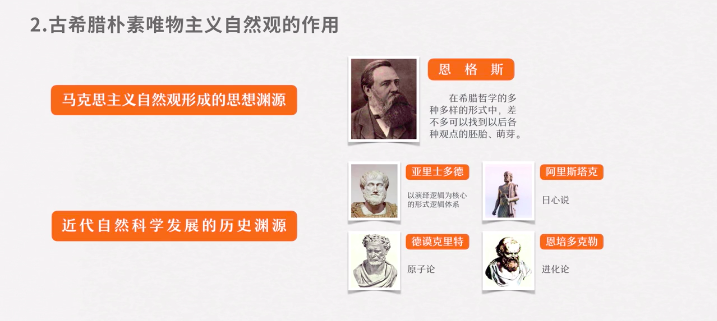 2.古希腊朴素唯物主义自然观的作用
马克思主义自然观形成的思想渊源
恩格斯
在希腊哲学的多
种多样的形式中，差
不多可以找到以后各
种观点的胚胎、萌芽。
近代自然科学发展的历史渊源
亚里士多德
以演绎逻辑为核心
的形式逻辑体系
阿里斯塔克
日心说
德谟克里特
原子论
恩培多克勒
进化论